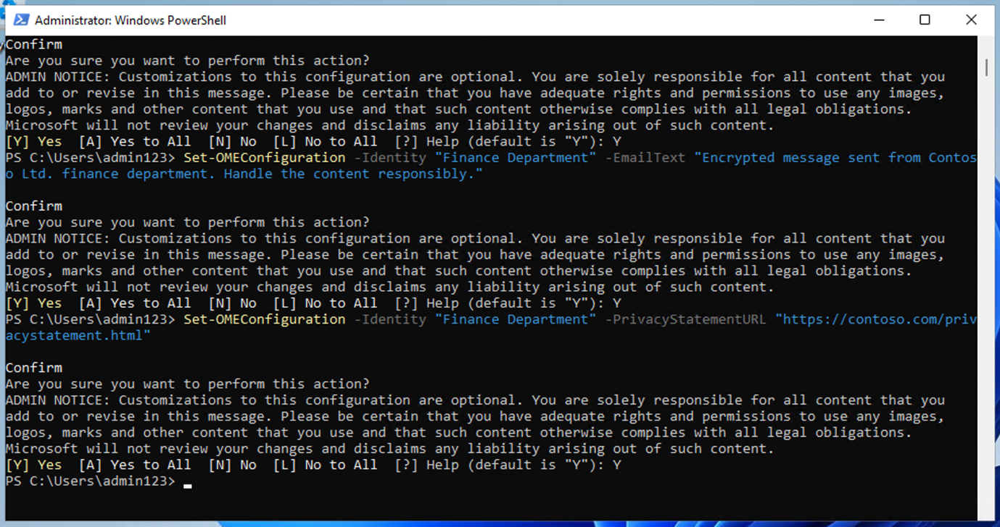 Administrator: Windows PowerShell
Confirm
Are you sure you want to perform this action?
ADMIN NOTICE: Customizations to this configuration are optional. You are solely responsible for all content that you
add to or revise in this message. Please be certain that you have adequate rights and permissions to use any images,
logos, marks and other content that you use and that such content otherwise complies with all legal obligations.
Microsoft will not review your changes and disclaims any liability arising out of such content.
[Y] Yes  [A] Yes to All  [N] No  [L] No to All  [?] Help (default is "Y"): Y
PS C:\Users\admin123> Set-OMEConfiguration -Identity "Finance Department" -EmailText "Encrypted message sent from Contos
o Ltd. finance department. Handle the content responsibly."
Confirm
Are you sure you want to perform this action?
ADMIN NOTICE: Customizations to this configuration are optional. You are solely responsible for all content that you
add to or revise in this message. Please be certain that you have adequate rights and permissions to use any images,
logos, marks and other content that you use and that such content otherwise complies with all legal obligations.
Microsoft will not review your changes and disclaims any liability arising out of such content.
[Y] Yes  [A] Yes to All  [N] No  [L] No to All  [?] Help (default is "Y"): Y
PS C:\Users\admin123> Set-OMEConfiguration -Identity "Finance Department" -PrivacyStatementURL "https://contoso.com/priv
acystatement.html"
Confirm
Are you sure you want to perform this action?
ADMIN NOTICE: Customizations to this configuration are optional. You are solely responsible for all content that you
add to or revise in this message. Please be certain that you have adequate rights and permissions to use any images,
logos, marks and other content that you use and that such content otherwise complies with all legal obligations.
Microsoft will not review your changes and disclaims any liability arising out of such content.
[Y] Yes  [A] Yes to All  [N] No  [L] No to All  [?] Help (default is "Y"): Y
PS C:\Users\admin123>